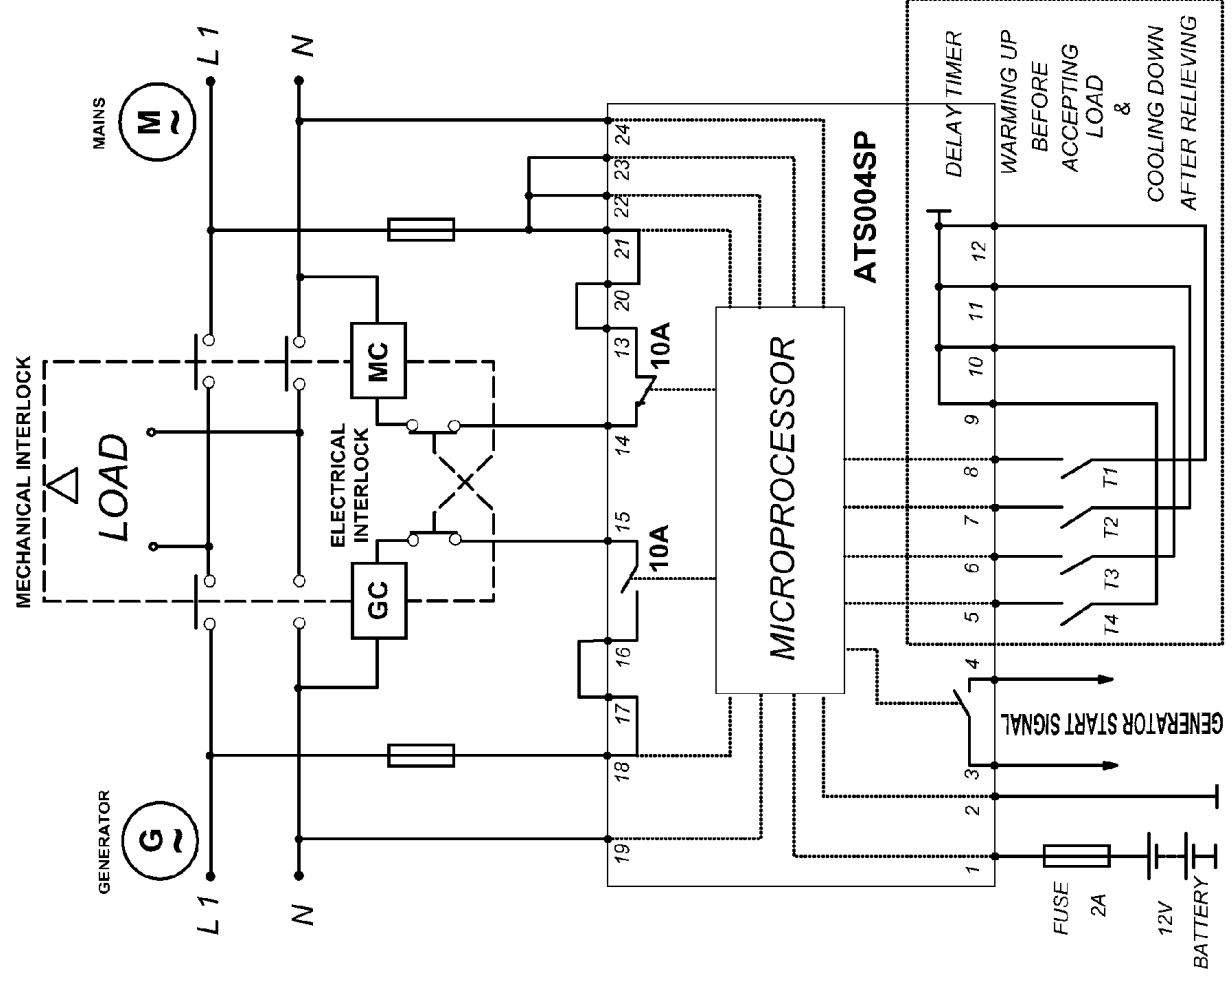 MECHANICAL INTERLOCK
LOAD
GENERATOR
G
~
MAINS
M
~
L1
N
L1
N
ELECTRICAL
INTERLOCK
GC
MC
19
18
17
16
15
14
13
20
21
22
23
24
10A
10A
MICROPROCESSOR
ATS004SP
1
2
3
4
5
6
7
8
9
10
11
12
DELAY TIMER
WARMING UP
BEFORE
ACCEPTING
LOAD
&
COOLING DOWN
AFTER RELIEVING
T4
T3
T2
T1
GENERATOR START SIGNAL
FUSE
2A
12V
BATTERY